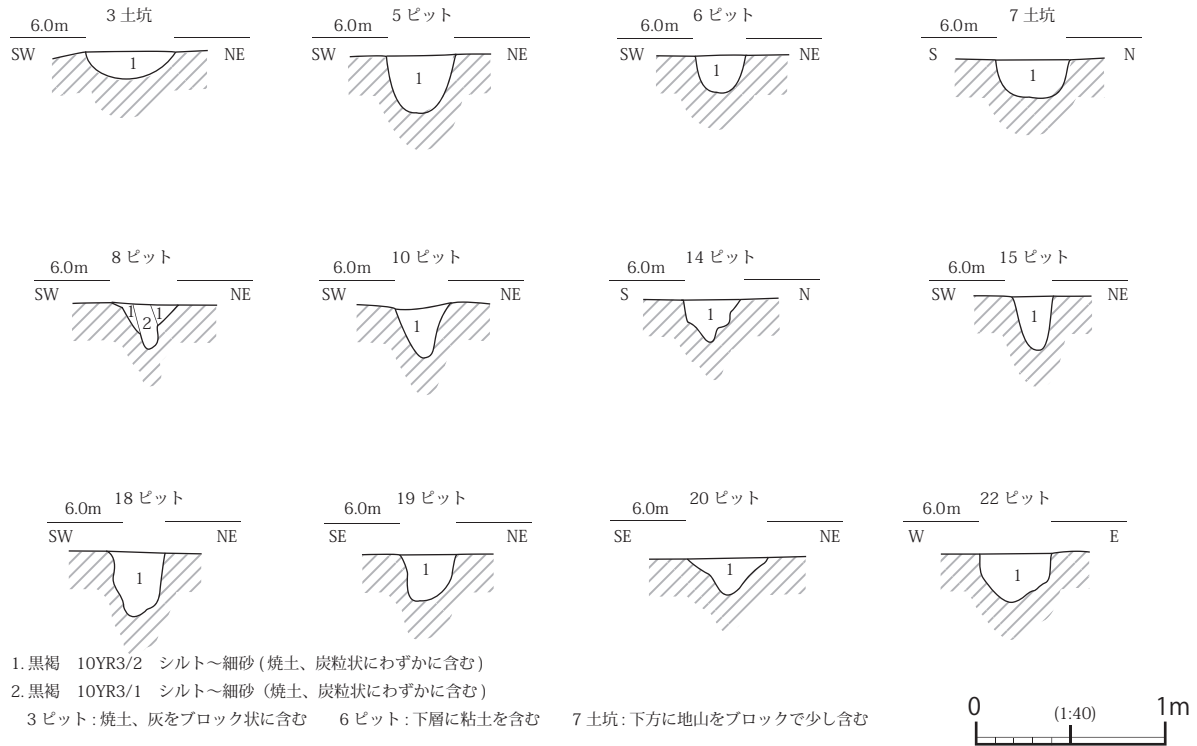 3 土坑
5 ピット
6 ピット
7 土坑
6.0m
6.0m
6.0m
6.0m
SW
NE
SW
NE
SW
NE
S
N
1
1
1
1
8 ピット
10 ピット
14 ピット
15 ピット
6.0m
6.0m
6.0m
6.0m
SW
NE
SW
NE
S
N
SW
NE
1
2
1
1
1
1
18 ピット
19 ピット
20 ピット
22 ピット
6.0m
6.0m
6.0m
6.0m
SW
NE
SE
NE
SE
NE
W
E
1
1
1
1
1. 黒褐　10YR3/2　シルト〜細砂 ( 焼土、炭粒状にわずかに含む )
2. 黒褐　10YR3/1　シルト〜細砂（焼土、炭粒状にわずかに含む )
3 ピット : 焼土、灰をブロック状に含む　6 ピット : 下層に粘土を含む　7 土坑 : 下方に地山をブロックで少し含む
0 (1:40) 1m